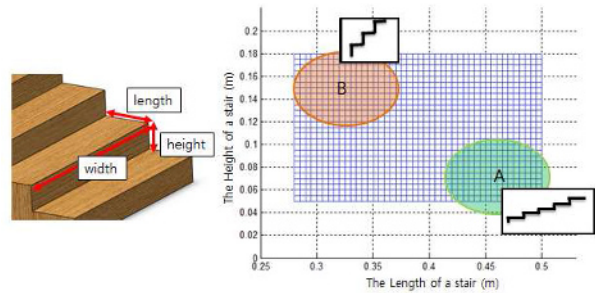 length
height
width
The Height of a stair (m)
0.2
0.18
0.16
0.14
0.12
0.1
0.08
0.06
0.04
0.02
0
B
A
0.25
0.3
0.35
0.4
0.45
0.5
The Length of a stair (m)